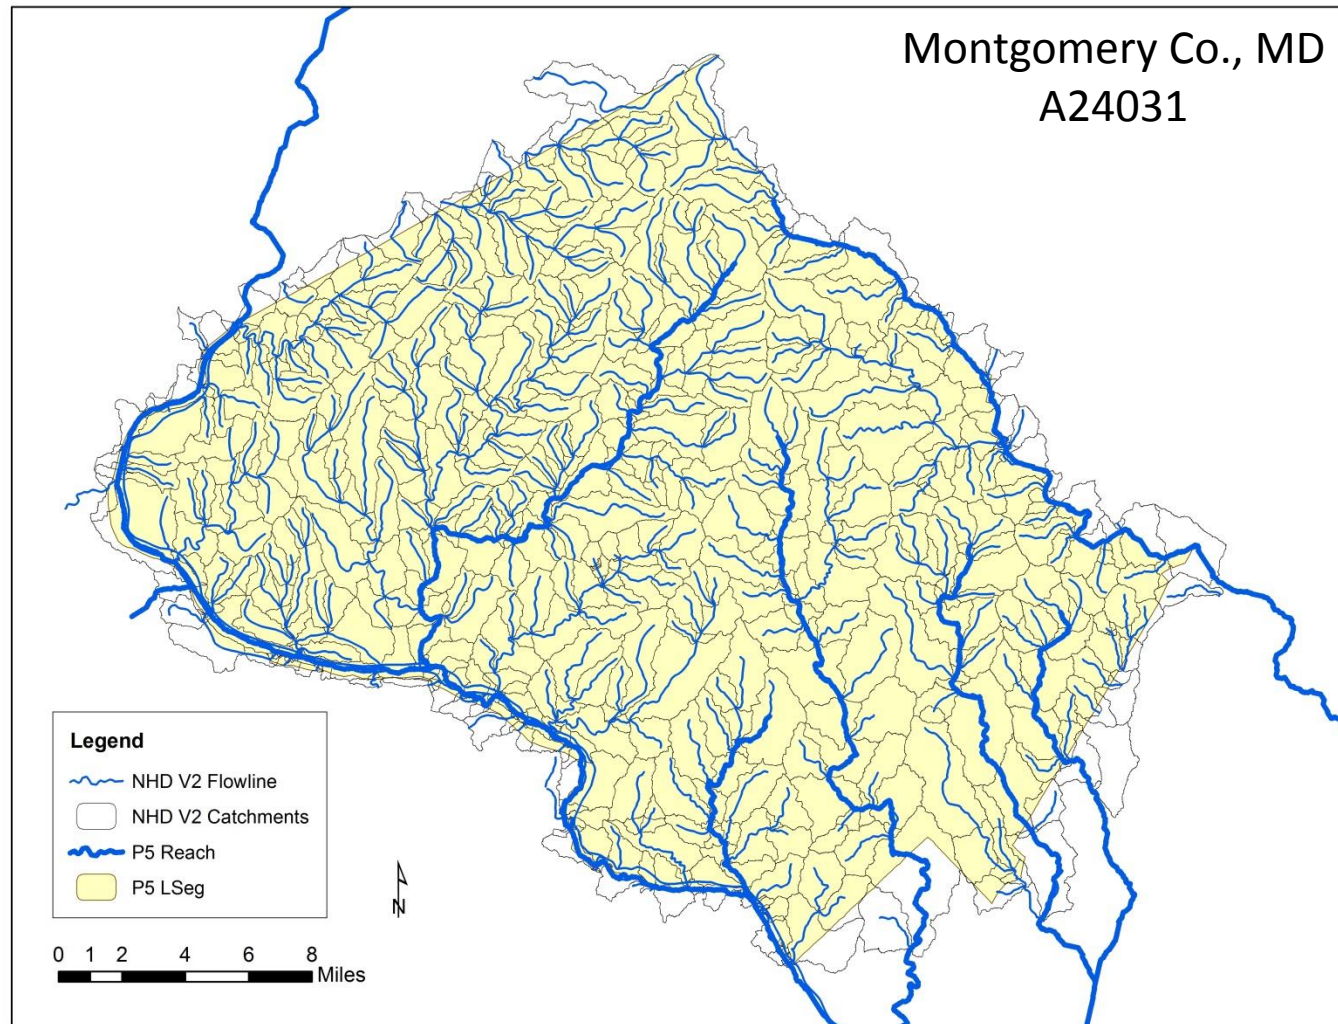 Montgomery Co., MD
A24031
Legend
NHD V2 Flowline
NHD V2 Catchments
P5 Reach
P5 LSeg
N
0 1 2 4 6 8
Miles